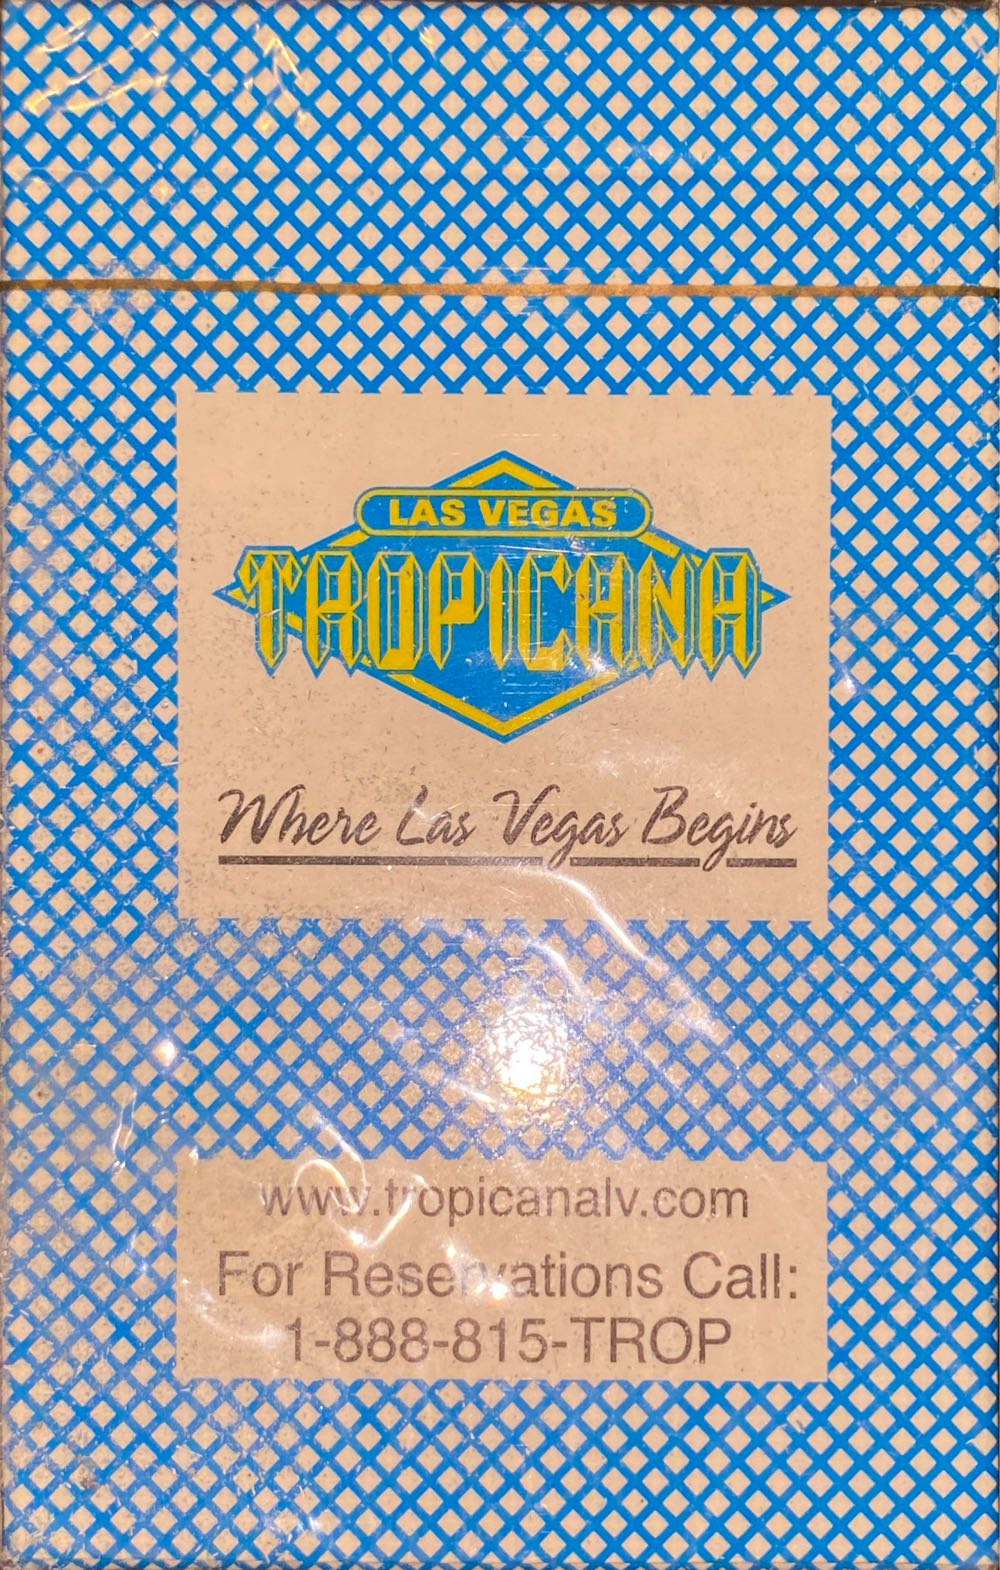 LAS VEGAS
TROPICANA
Where Las Vegas Begins
www.tropicanalv.com
For Reservations Call:
1-888-815-TROP